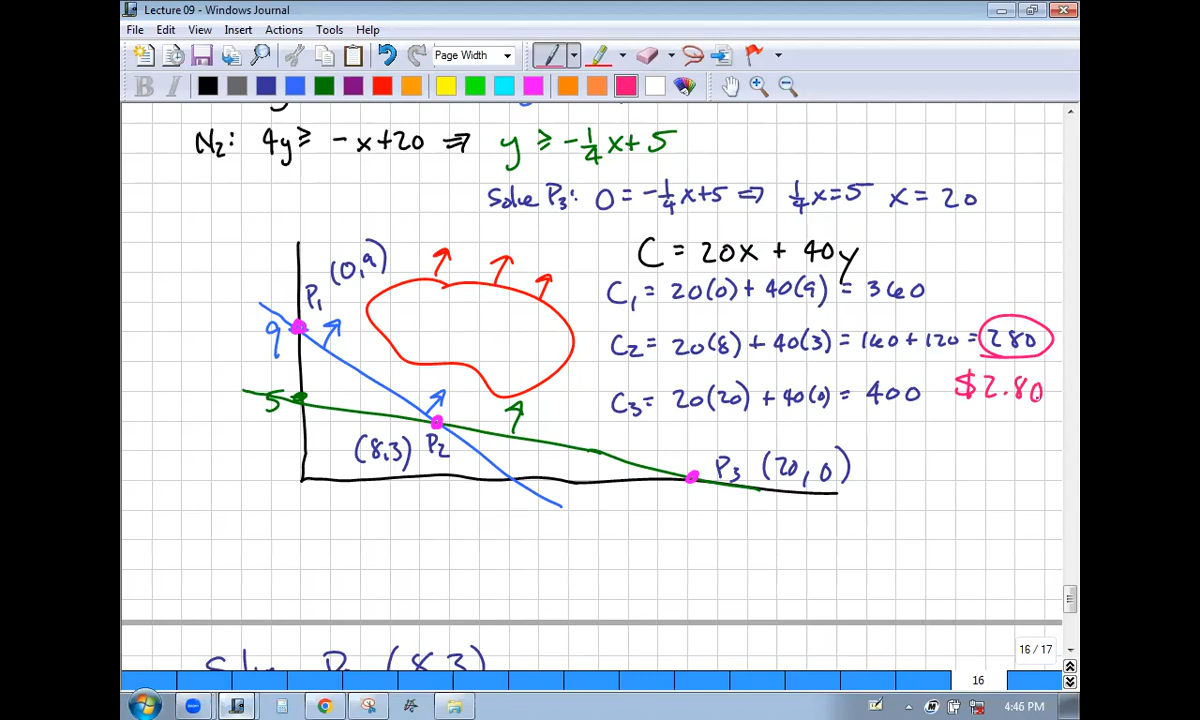 Lecture 09 - Windows Journal
File Edit View Insert Actions Tools Help
Page Width
B I
N2: 4y ≥ -x+20 ⇒ y ≥ -1/4x+5
Solve P3: 0 = -1/4x+5 ⇒ 1/4x=5 x=20
(0,9)
P1
9
5
(8,3) P2
P3 (20,0)
C = 20x + 40y
C1 = 20(0)+40(9) = 360
C2 = 20(8)+40(3) = 160+120 = 280
$2.80
C3 = 20(20)+40(0) = 400
16 / 17
(8,3)
16
4:46 PM